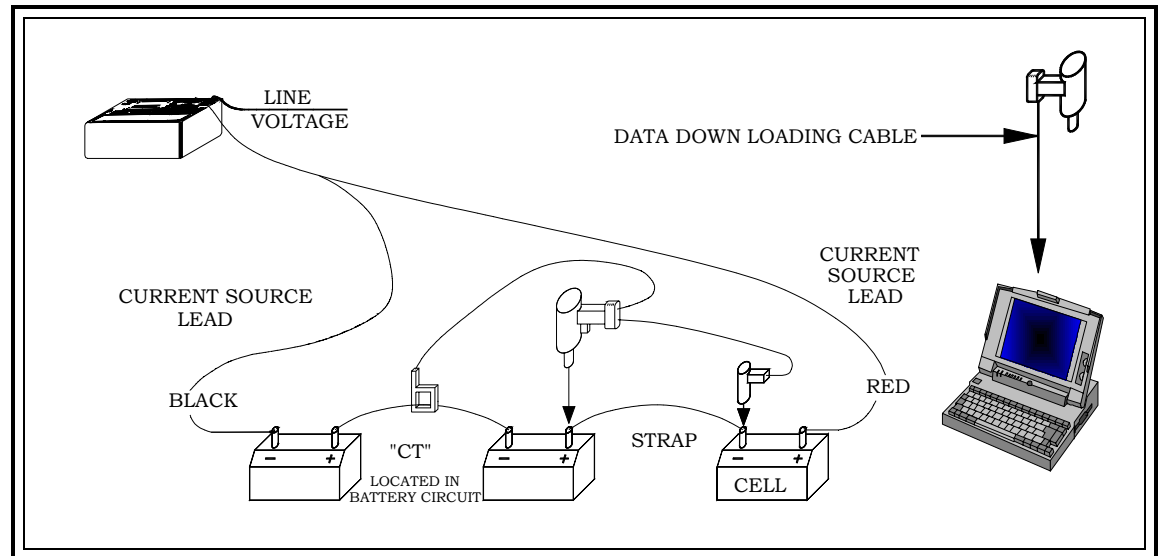 LINE
VOLTAGE
DATA DOWN LOADING CABLE
CURRENT SOURCE
LEAD
CURRENT
SOURCE
LEAD
BLACK
RED
"CT"
LOCATED IN
BATTERY CIRCUIT
STRAP
− +
− +
− +
CELL